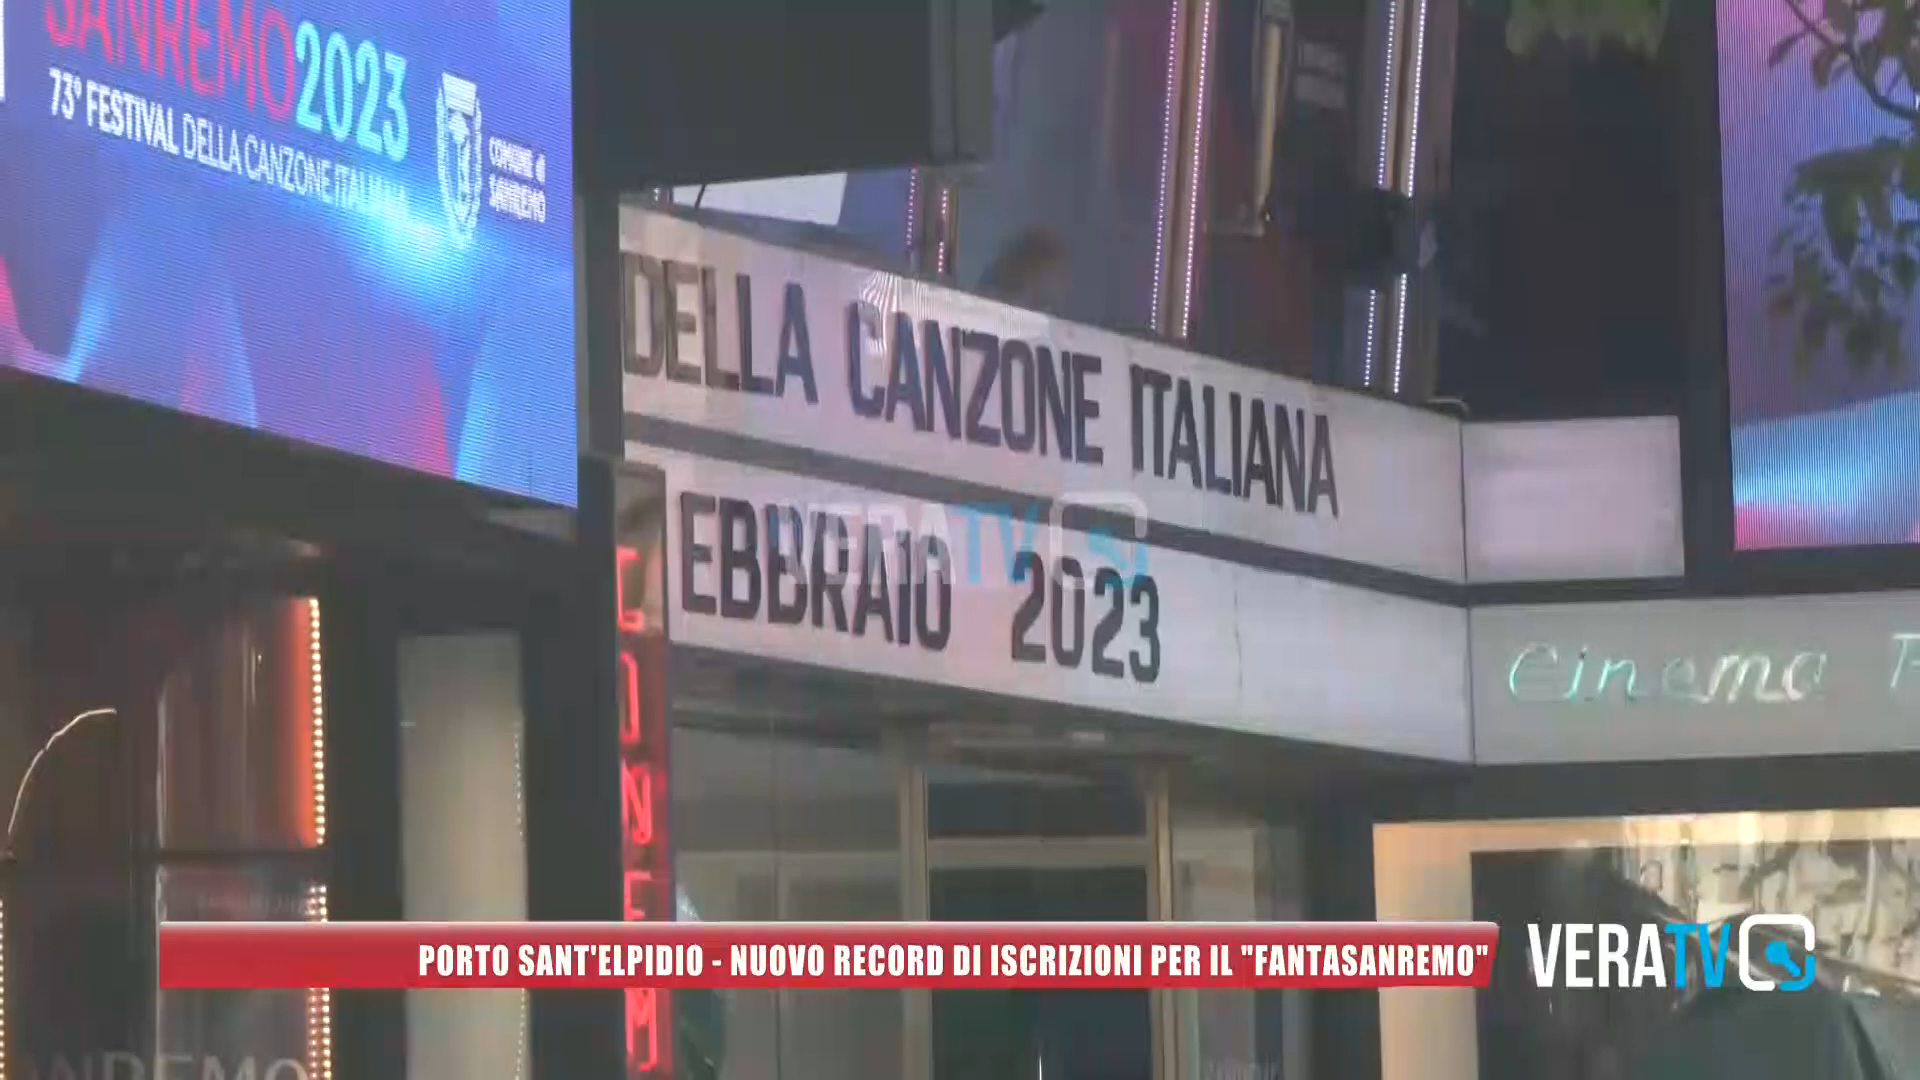 SANREMO2023
73° FESTIVAL DELLA CANZONE ITALIANA
COMUNE di
SANREMO
DELLA CANZONE ITALIANA
EBBRAIO 2023
VERATV
Cinema
PORTO SANT'ELPIDIO - NUOVO RECORD DI ISCRIZIONI PER IL "FANTASANREMO"
VERATV